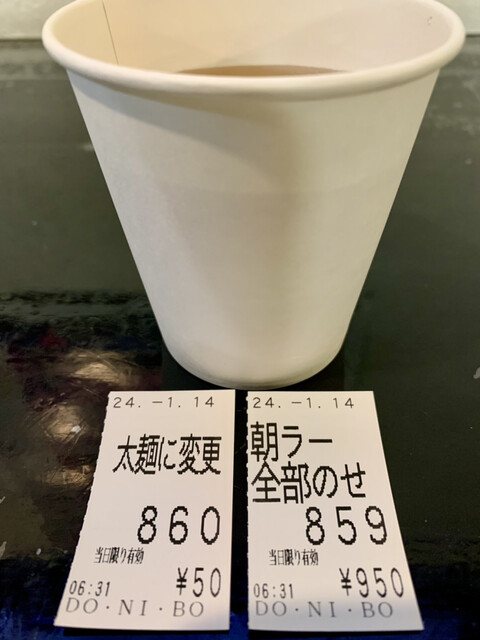 24.-1.14
太麺に変更
860
当日限り有効
06:31 ¥50
DO・NI・BO
24.-1.14
朝ラー
全部のせ
859
当日限り有効
06:31 ¥950
DO・NI・BO